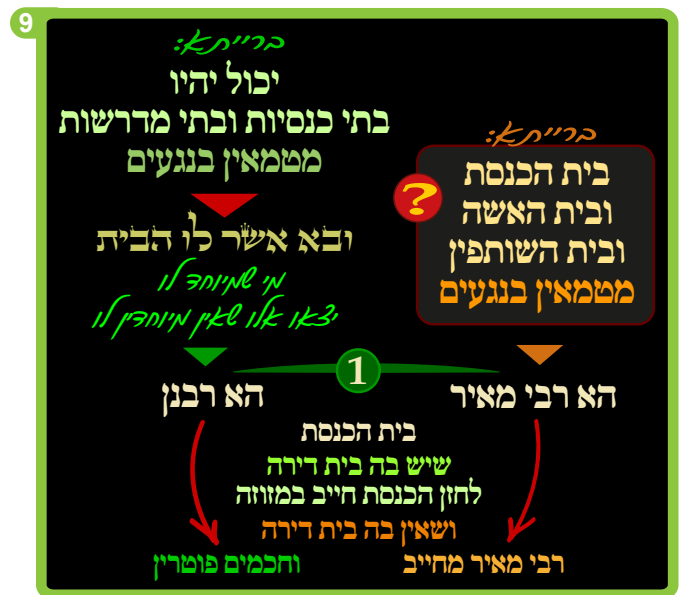 9
ברייתא:
יכול יהיו
בתי כנסיות ובתי מדרשות
מטמאין בנגעים
ובא אשר לו הבית
מי שמיוחד לו
יצאו אלו שאין מיוחדין לו
ברייתא:
?
בית הכנסת
ובית האשה
ובית השותפין
מטמאין בנגעים
1
הא רבי מאיר
הא רבנן
בית הכנסת
שיש בה בית דירה
לחזן הכנסת חייב במזוזה
ושאין בה בית דירה
רבי מאיר מחייב
וחכמים פוטרין